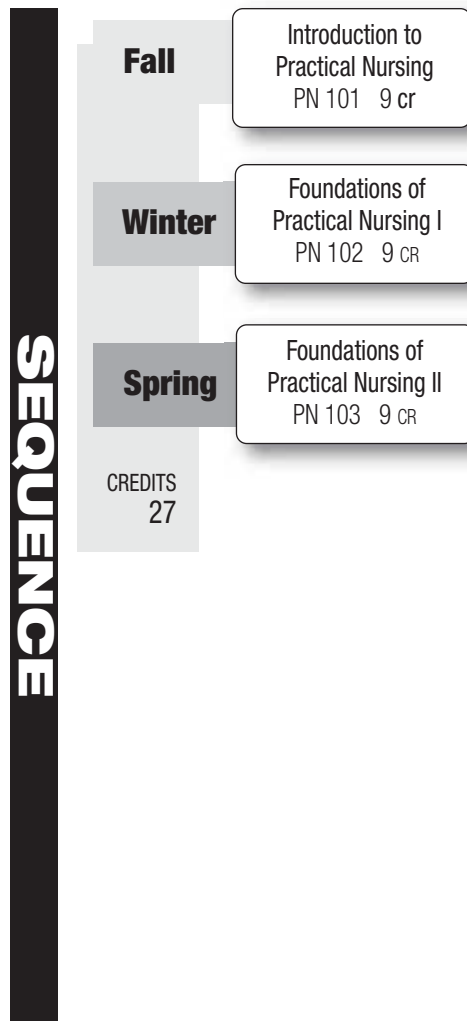 SEQUENCE
Fall
Introduction to
Practical Nursing
PN 101 9 cr
Winter
Foundations of
Practical Nursing I
PN 102 9 CR
Spring
Foundations of
Practical Nursing II
PN 103 9 CR
CREDITS
27